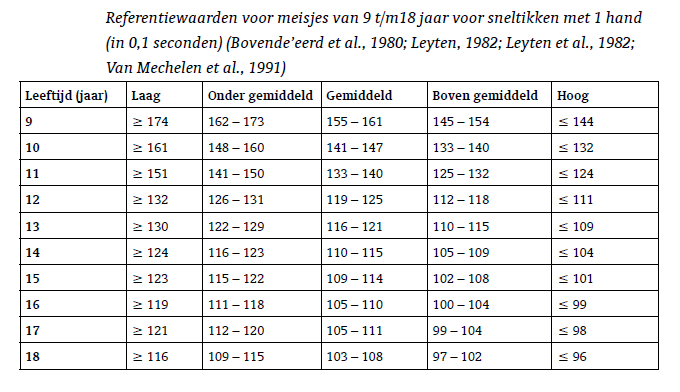 Referentiewaarden voor meisjes van 9 t/m18 jaar voor sneltikken met 1 hand
(in 0,1 seconden) (Bovende’eerd et al., 1980; Leyten, 1982; Leyten et al., 1982;
Van Mechelen et al., 1991)
Leeftijd (jaar) Laag Onder gemiddeld Gemiddeld Boven gemiddeld Hoog
9 ≥ 174 162 – 173 155 – 161 145 – 154 ≤ 144
10 ≥ 161 148 – 160 141 – 147 133 – 140 ≤ 132
11 ≥ 151 141 – 150 133 – 140 125 – 132 ≤ 124
12 ≥ 132 126 – 131 119 – 125 112 – 118 ≤ 111
13 ≥ 130 122 – 129 116 – 121 110 – 115 ≤ 109
14 ≥ 124 116 – 123 110 – 115 105 – 109 ≤ 104
15 ≥ 123 115 – 122 109 – 114 102 – 108 ≤ 101
16 ≥ 119 111 – 118 105 – 110 100 – 104 ≤ 99
17 ≥ 121 112 – 120 105 – 111 99 – 104 ≤ 98
18 ≥ 116 109 – 115 103 – 108 97 – 102 ≤ 96